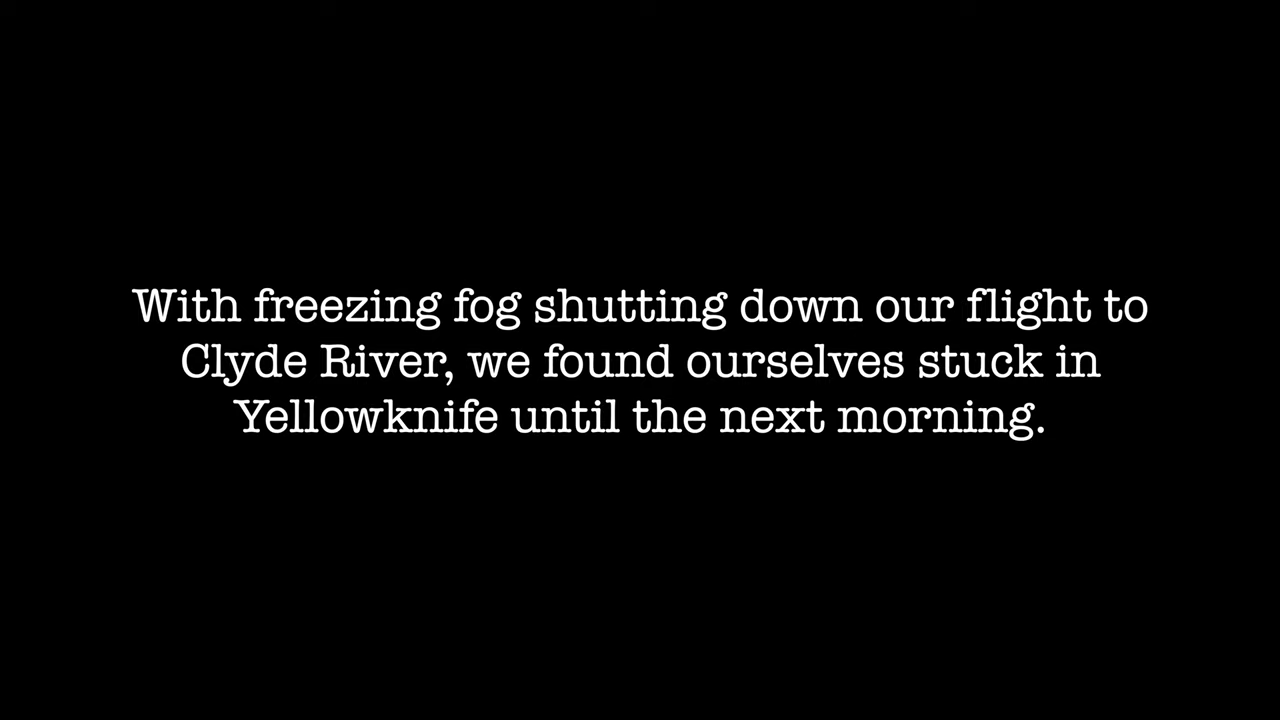 With freezing fog shutting down our flight to
Clyde River, we found ourselves stuck in
Yellowknife until the next morning.